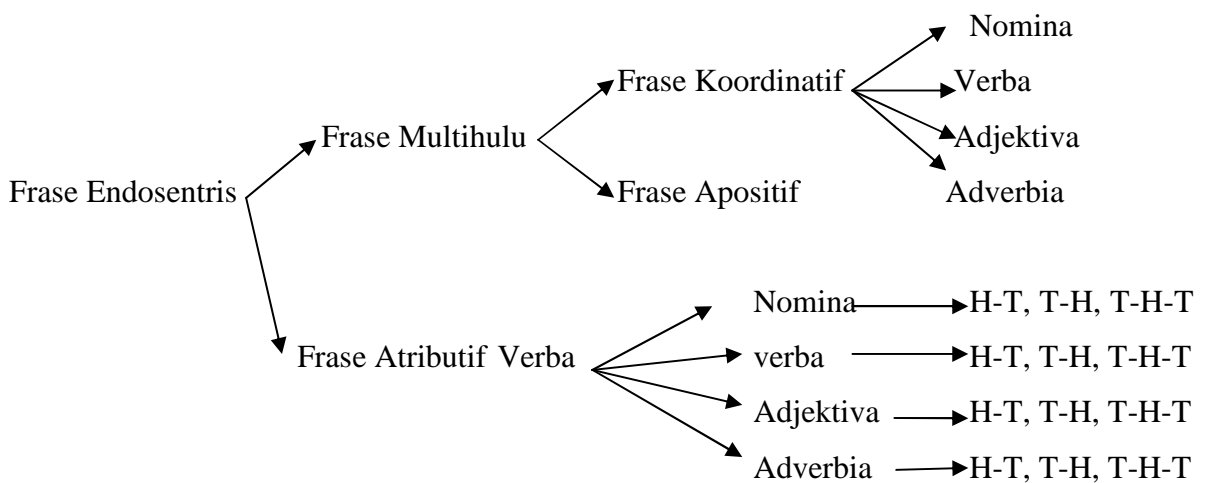 Nomina
Frase Koordinatif Verba
Frase Multihulu Adjektiva
Frase Endosentris Frase Apositif Adverbia
Nomina H-T, T-H, T-H-T
Frase Atributif Verba verba H-T, T-H, T-H-T
Adjektiva H-T, T-H, T-H-T
Adverbia H-T, T-H, T-H-T